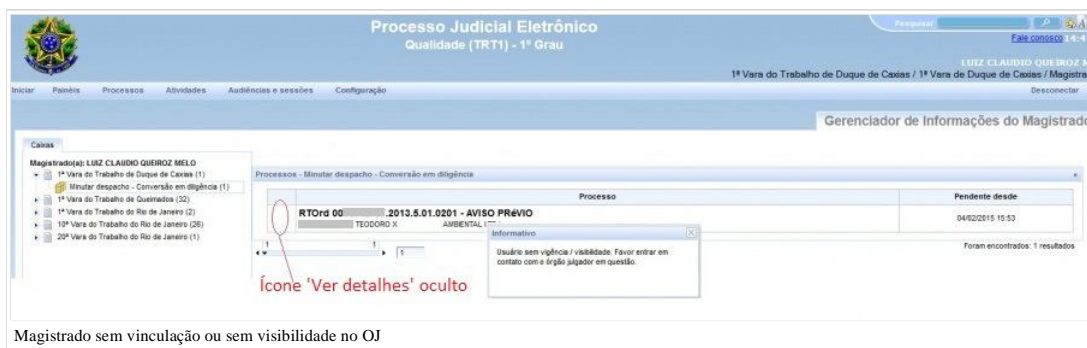 Processo Judicial Eletrônico
Qualidade (TRT1) - 1º Grau
Pesquisar
Fale conosco 14:4
LUIZ CLAUDIO QUEIROZ M
1ª Vara do Trabalho de Duque de Caxias / 1ª Vara de Duque de Caxias / Magistra
Iniciar Painéis Processos Atividades Audiências e sessões Configuração Desconectar
Gerenciador de Informações do Magistrado
Caixas
Magistrado(a): LUIZ CLAUDIO QUEIROZ MELO
1ª Vara do Trabalho de Duque de Caxias (1)
Minutar despacho - Conversão em diligência (1)
1ª Vara do Trabalho de Queimados (32)
1ª Vara do Trabalho do Rio de Janeiro (2)
10ª Vara do Trabalho do Rio de Janeiro (26)
20ª Vara do Trabalho do Rio de Janeiro (1)
Processos - Minutar despacho - Conversão em diligência
Processo Pendente desde
RTOrd 00 .2013.5.01.0201 - AVISO PRéVIO
TEODORO X AMBIENTAL
04/02/2015 15:53
Informativo
Usuário sem vigência / visibilidade. Favor entrar em
contato com o órgão julgador em questão.
1 1 1
Foram encontrados: 1 resultados
Ícone 'Ver detalhes' oculto
Magistrado sem vinculação ou sem visibilidade no OJ